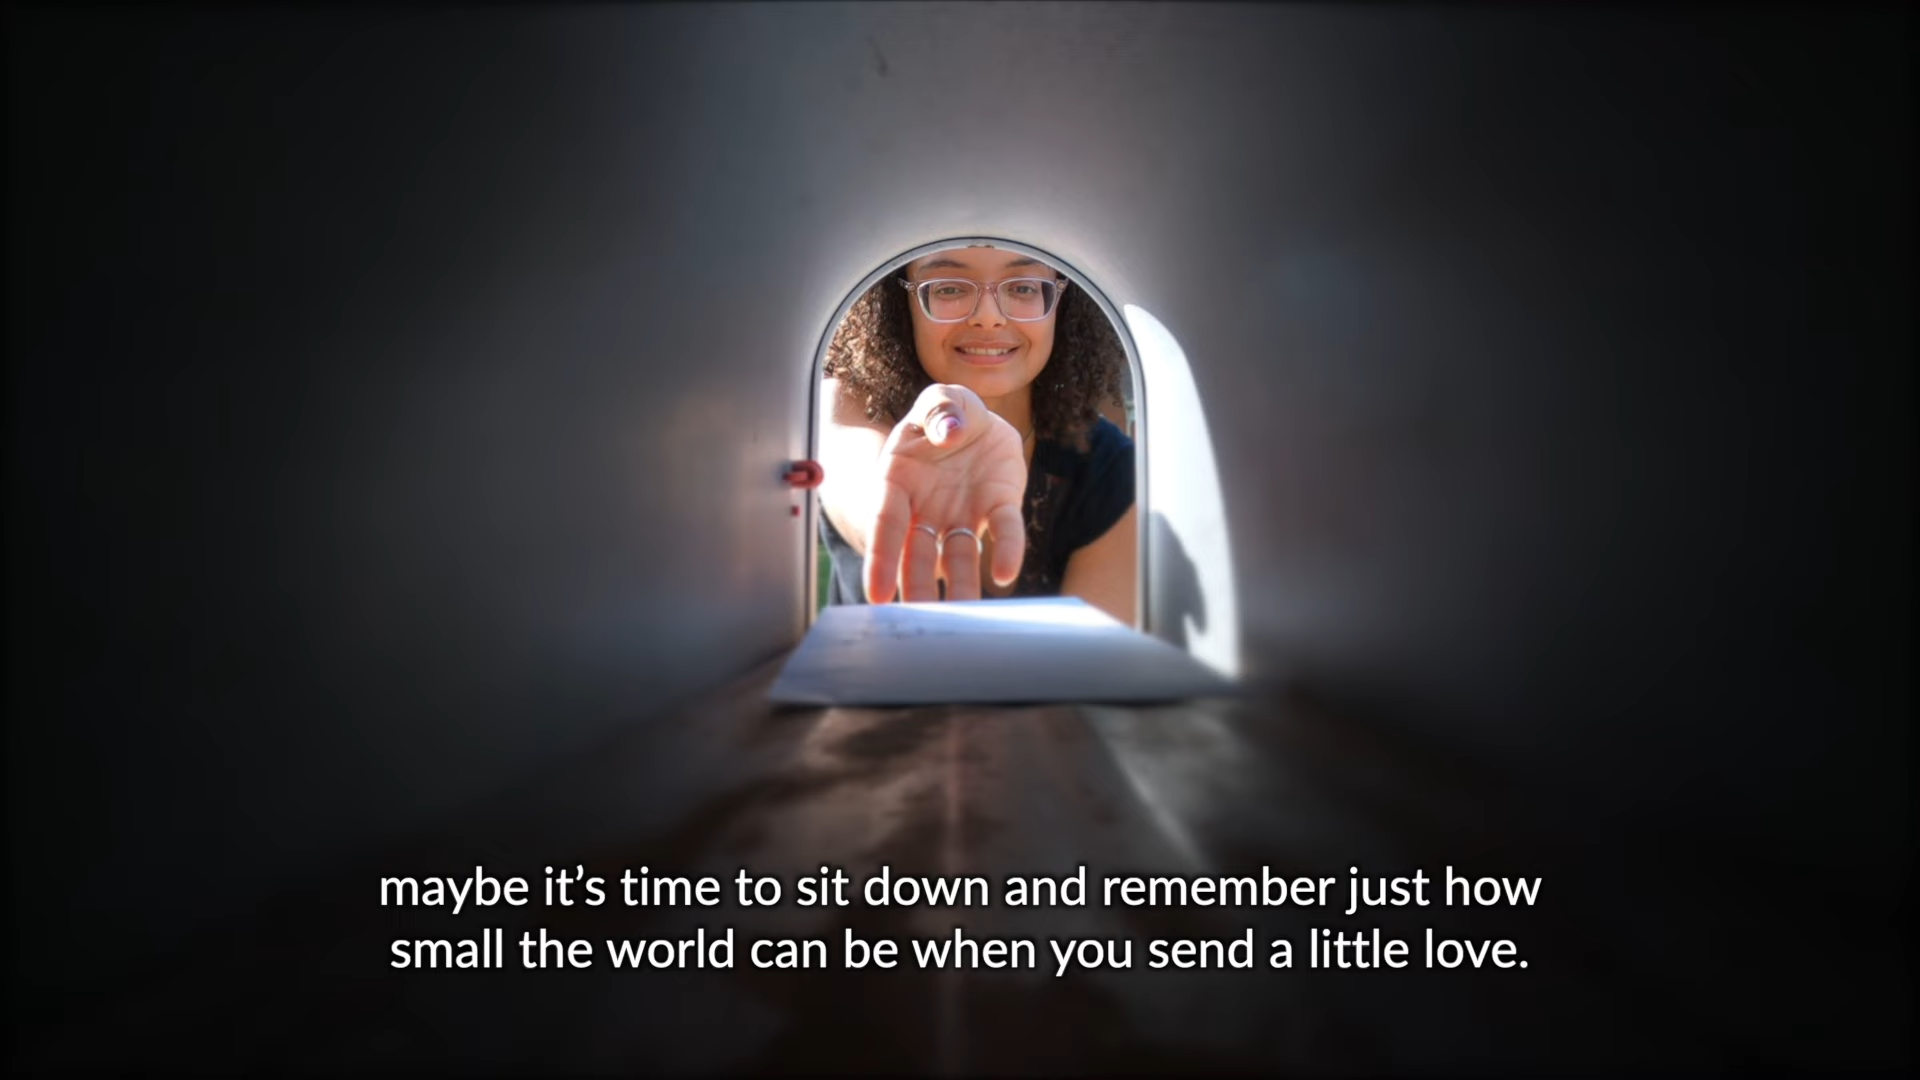 maybe it’s time to sit down and remember just how
small the world can be when you send a little love.